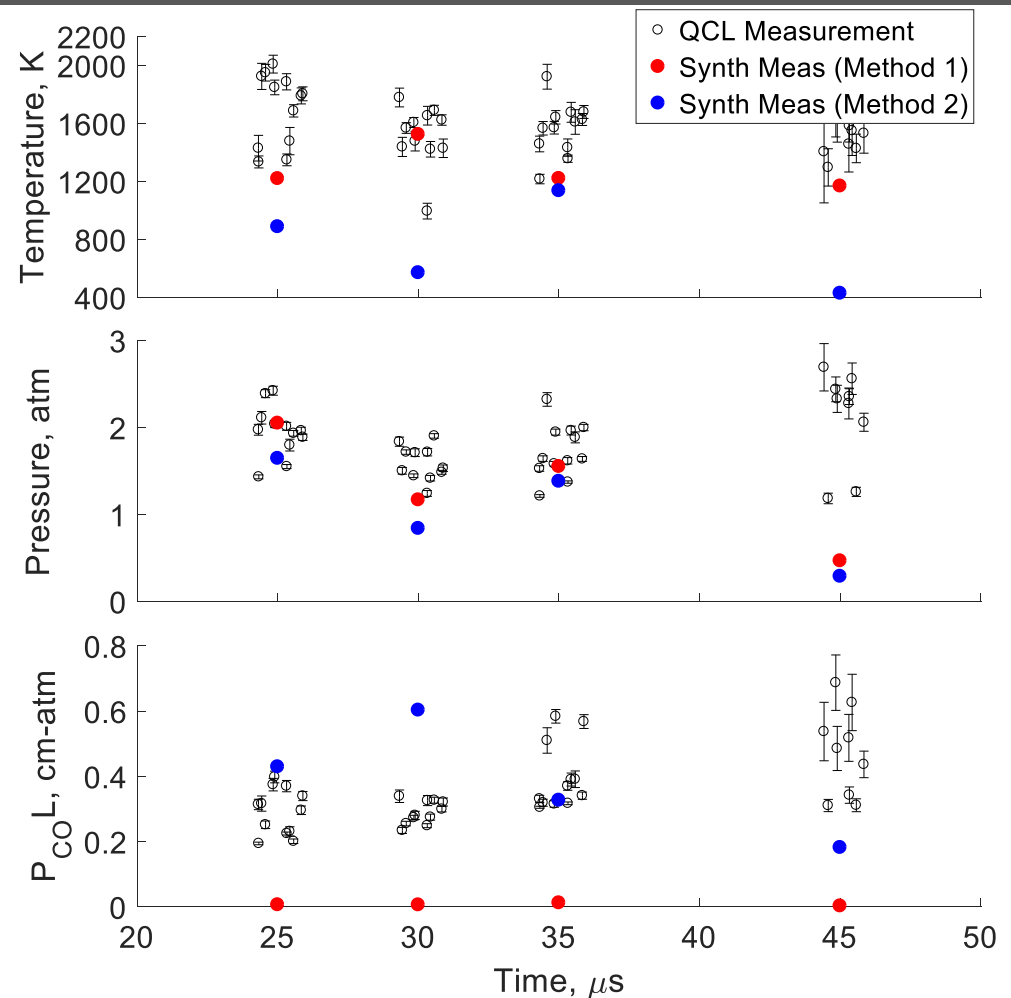 QCL Measurement
Synth Meas (Method 1)
Synth Meas (Method 2)
Temperature, K
2200
2000
1600
1200
800
400
Pressure, atm
3
2
1
0
P_CO L, cm-atm
0.8
0.6
0.4
0.2
0
20 25 30 35 40 45 50
Time, μs